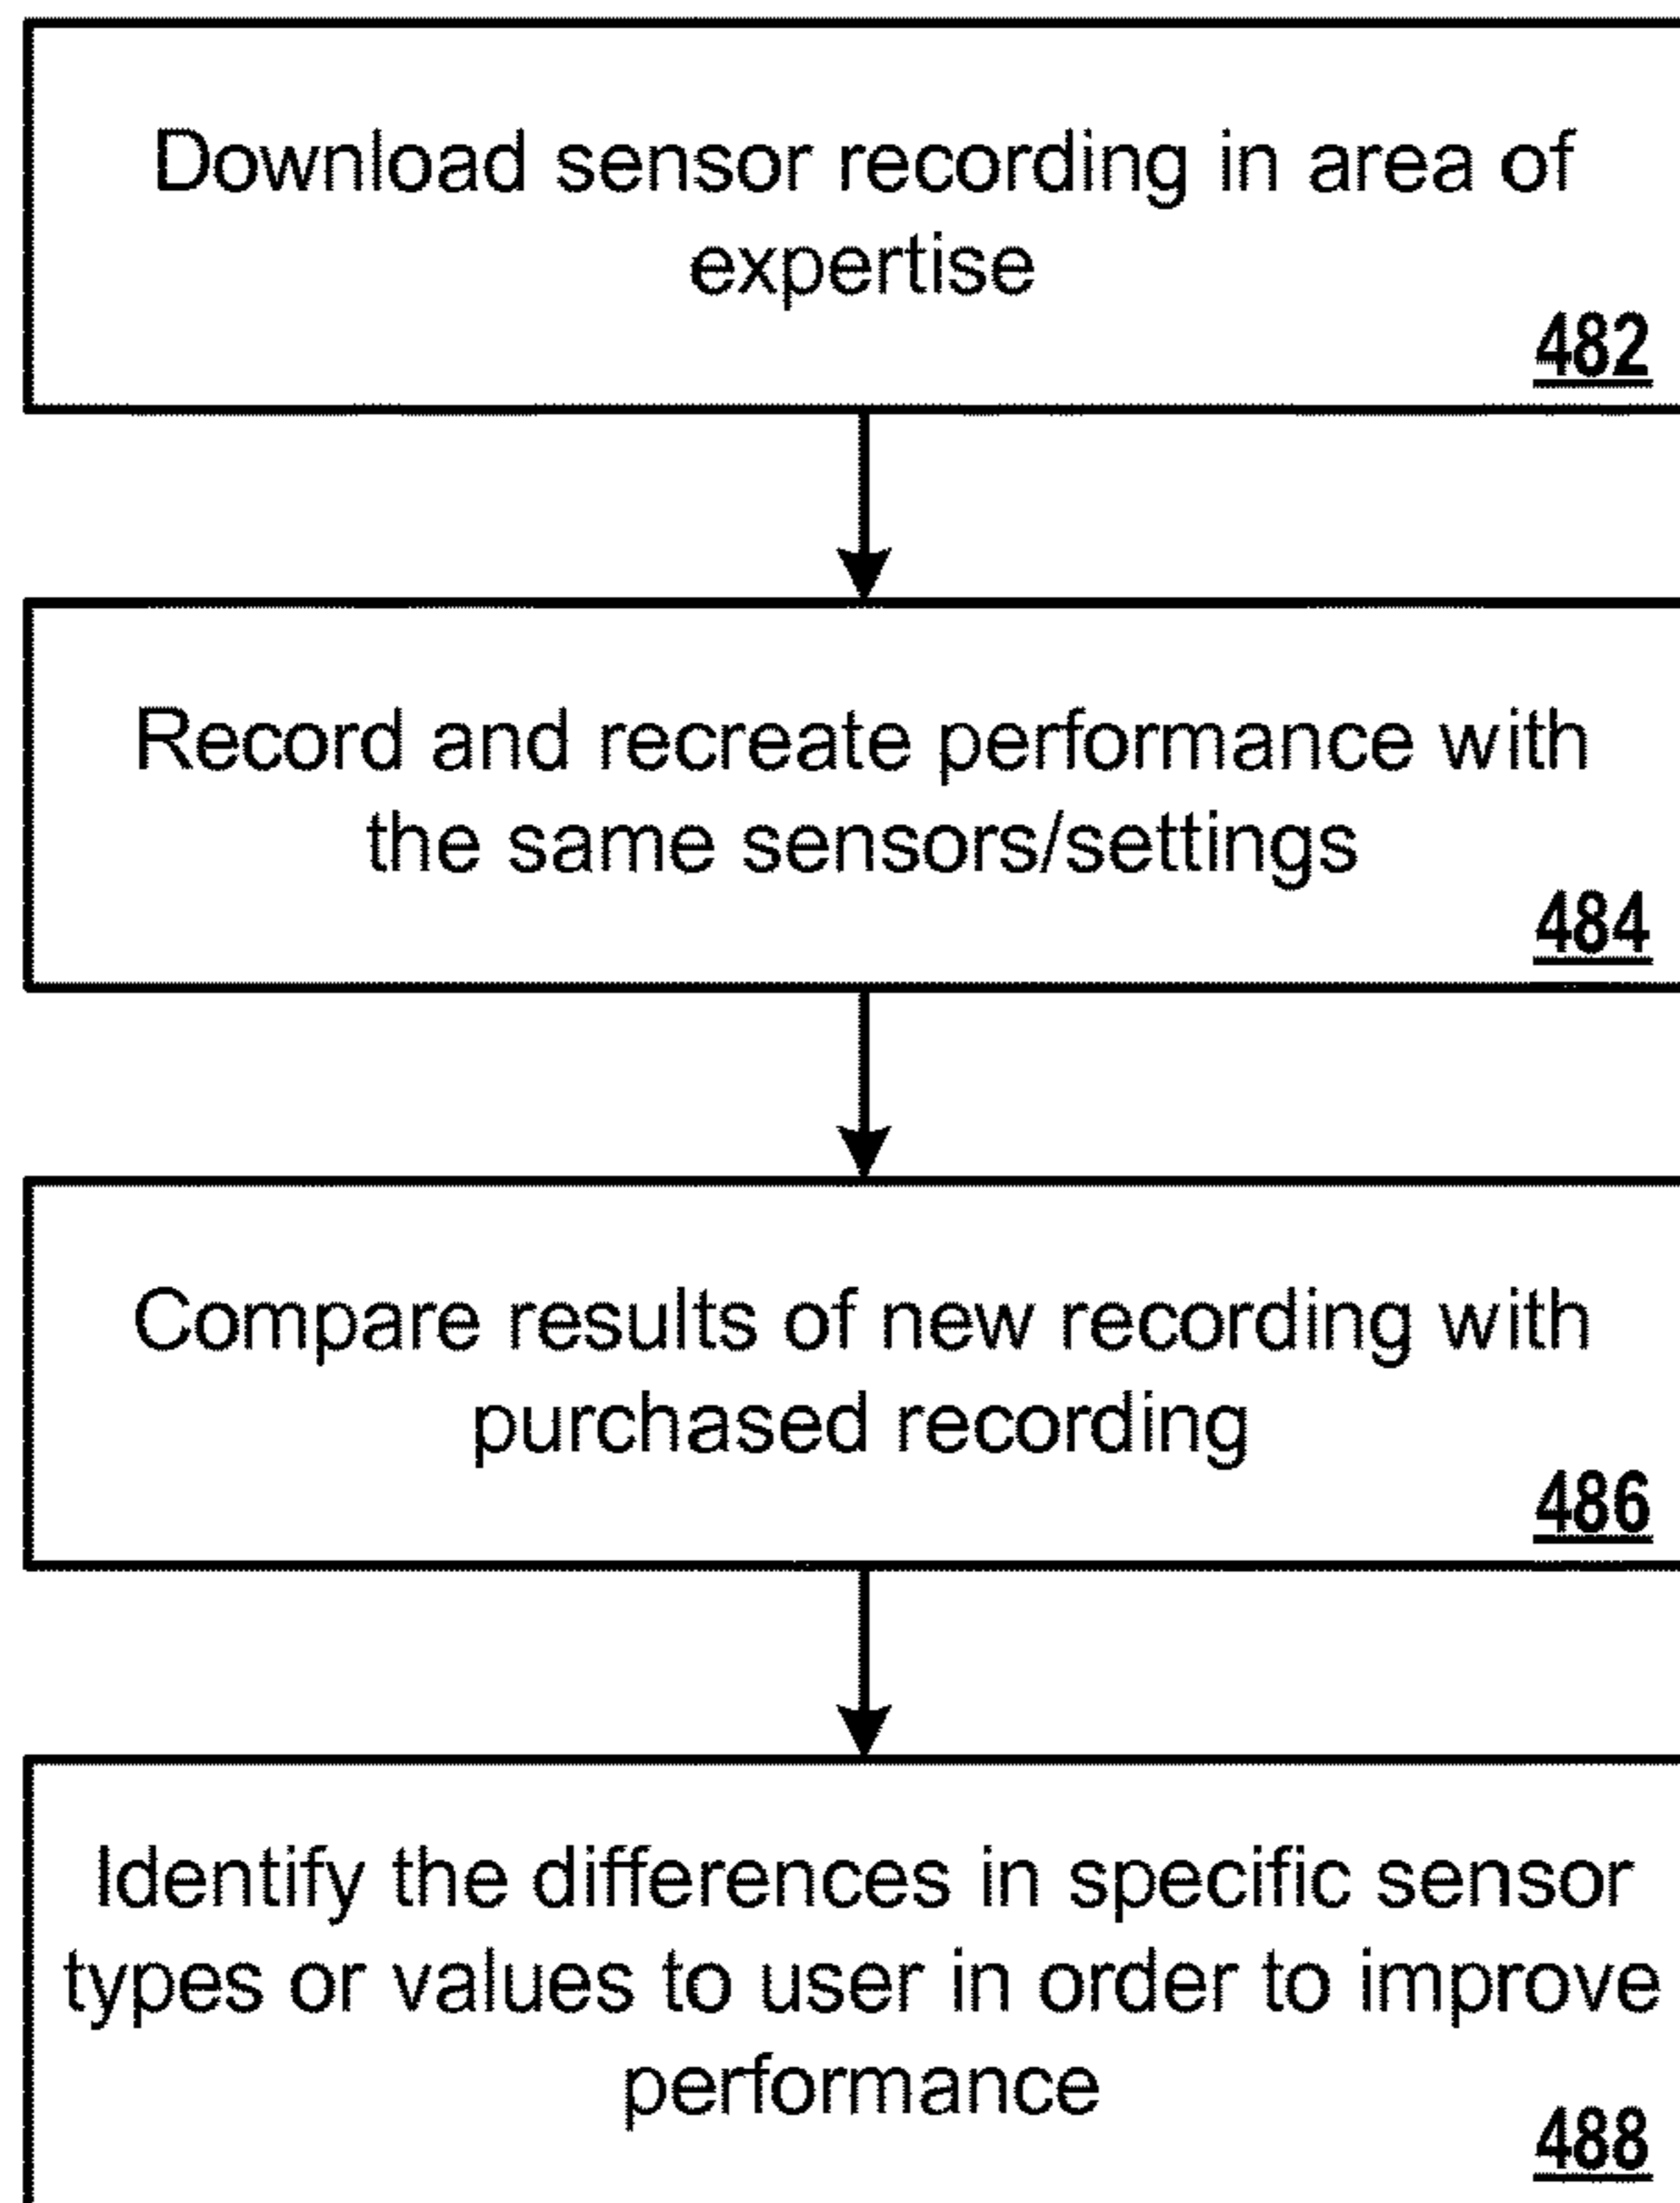 Download sensor recording in area of
expertise
482
Record and recreate performance with
the same sensors/settings
484
Compare results of new recording with
purchased recording
486
Identify the differences in specific sensor
types or values to user in order to improve
performance
488